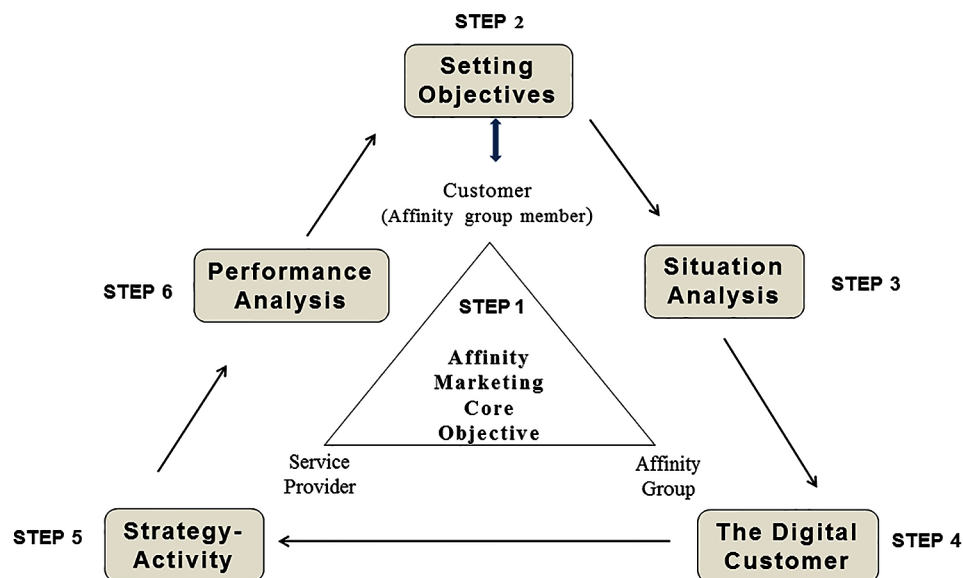 STEP 2
Setting
Objectives
Customer
(Affinity group member)
Performance
Analysis
STEP 6
Situation
Analysis
STEP 3
STEP 1
Affinity
Marketing
Core
Objective
Service
Provider
Affinity
Group
STEP 5
Strategy-
Activity
The Digital
Customer
STEP 4